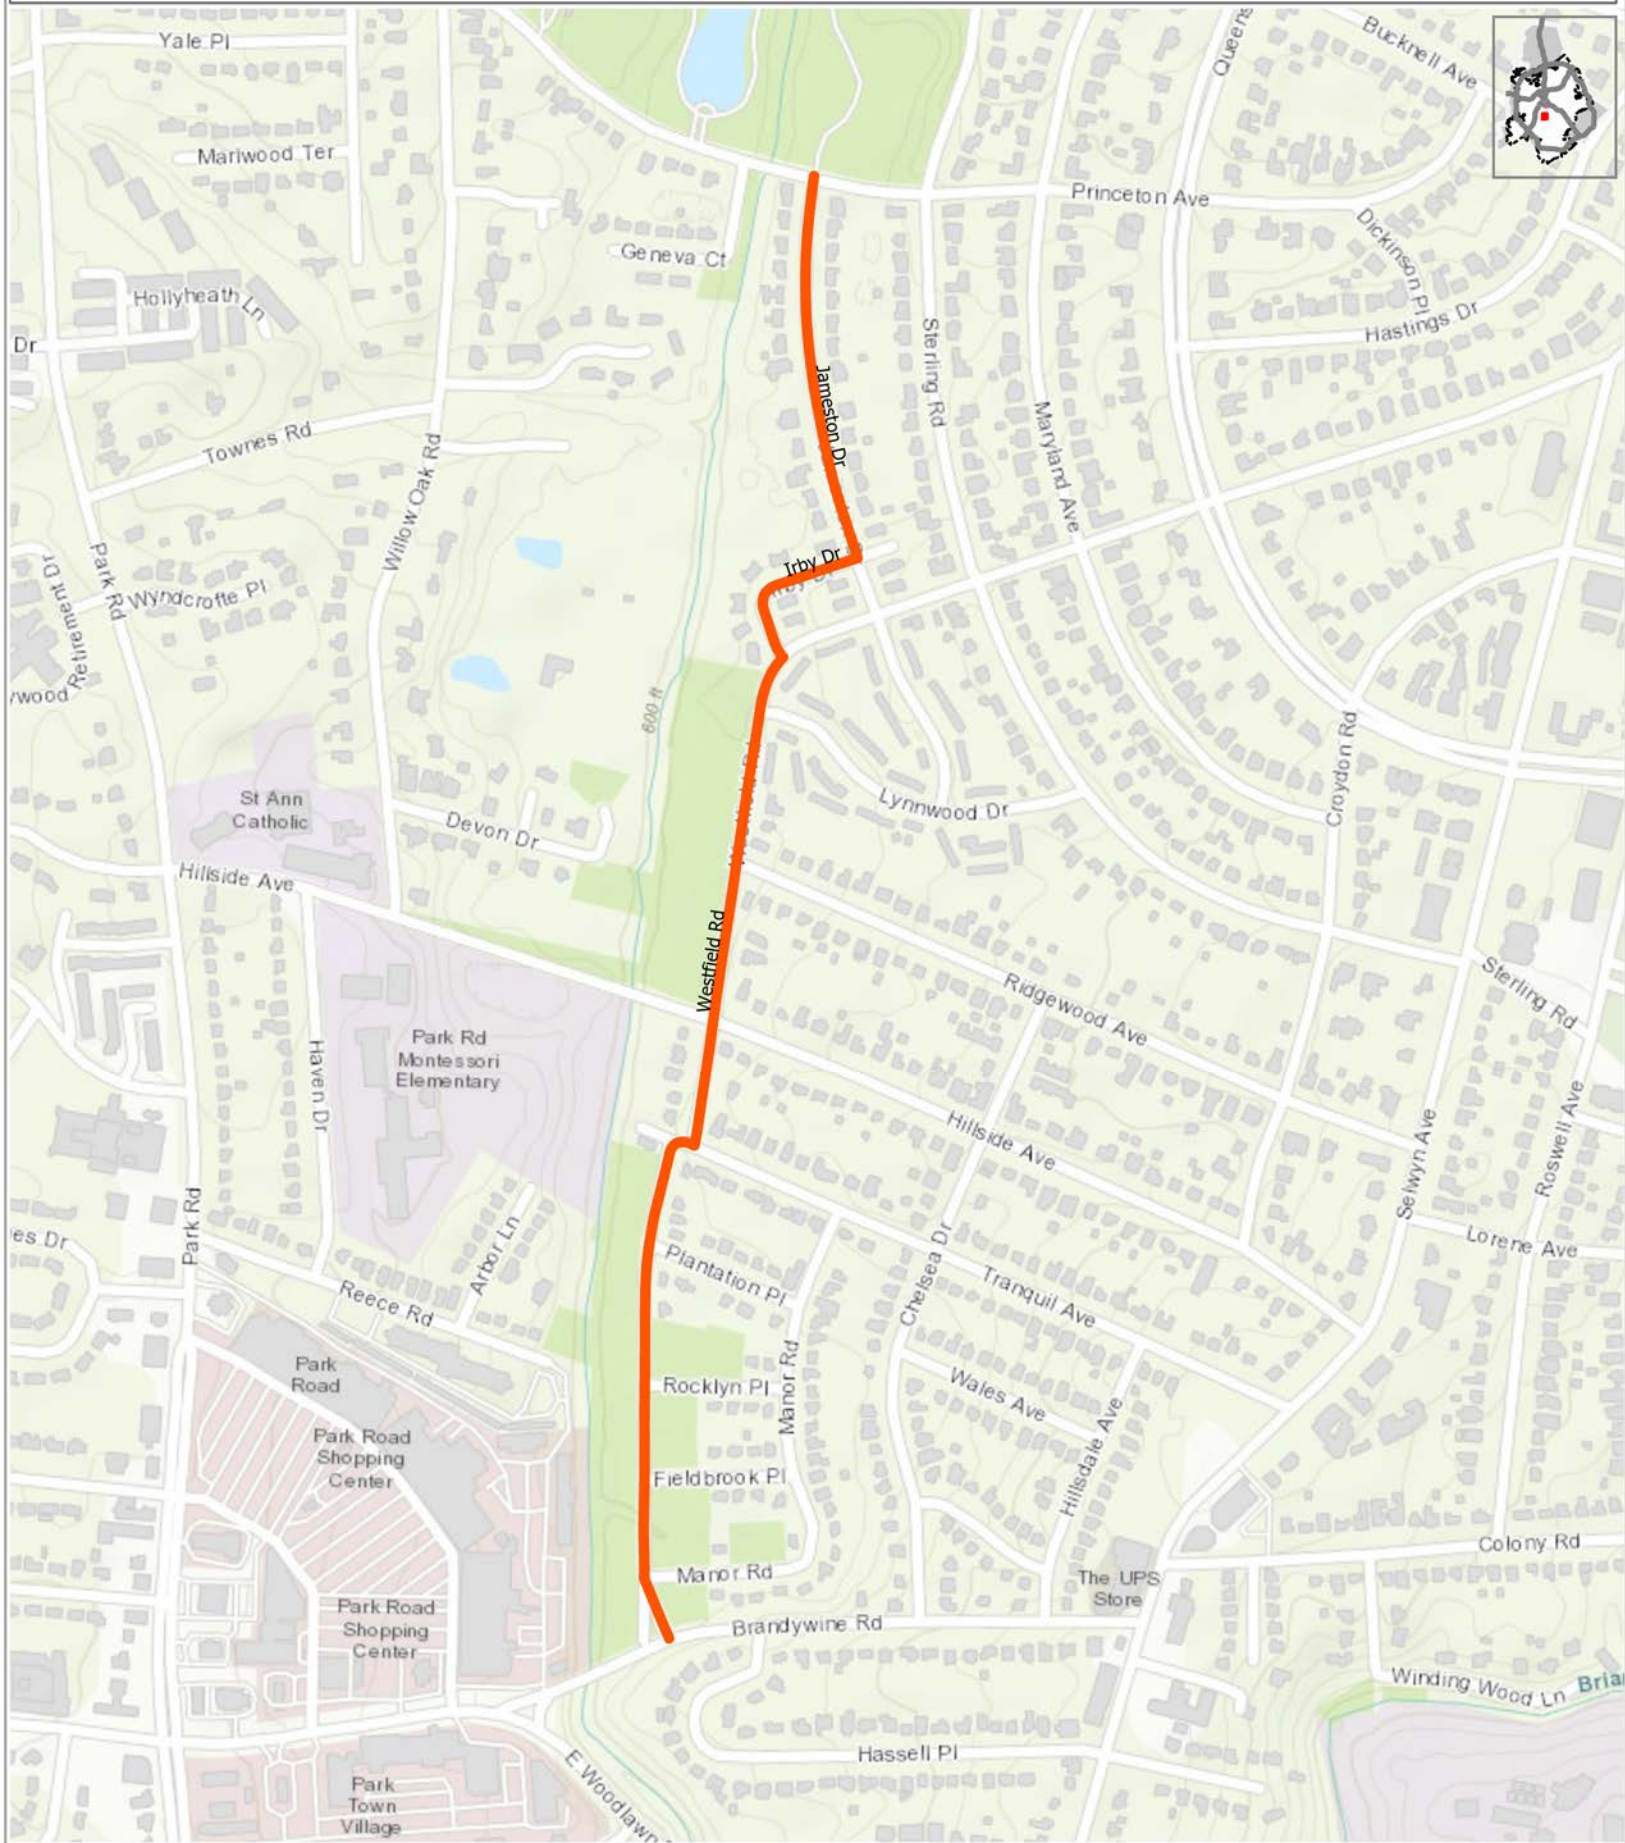 Yale Pl
Queens
Bucknell Ave
Marlwood Ter
Princeton Ave
Dickinson Pl
Geneva Ct
Hollyheath Ln
Hastings Dr
Dr
Sterling Rd
Jameston Dr
Maryland Ave
Townes Rd
Willow Oak Rd
Irby Dr
Park Rd
Retirement Dr
Wyndcrofte Pl
ywood
600 ft
Croydon Rd
St Ann
Catholic
Lynnwood Dr
Devon Dr
Hillside Ave
Westfield Rd
Ridgewood Ave
Sterling Rd
Park Rd
Montessori
Elementary
Haven Dr
Hillside Ave
Selwyn Ave
Roswell Ave
Park Rd
es Dr
Arbor Ln
Lorene Ave
Plantation Pl
Chelsea Dr
Tranquil Ave
Reece Rd
Park
Road
Rocklyn Pl
Manor Rd
Wales Ave
Hillsdale Ave
Park Road
Shopping
Center
Fieldbrook Pl
Colony Rd
Manor Rd
The UPS
Store
Park Road
Shopping
Center
Brandywine Rd
Winding Wood Ln
Briar
Hassell Pl
E Woodlawn
Park
Town
Village